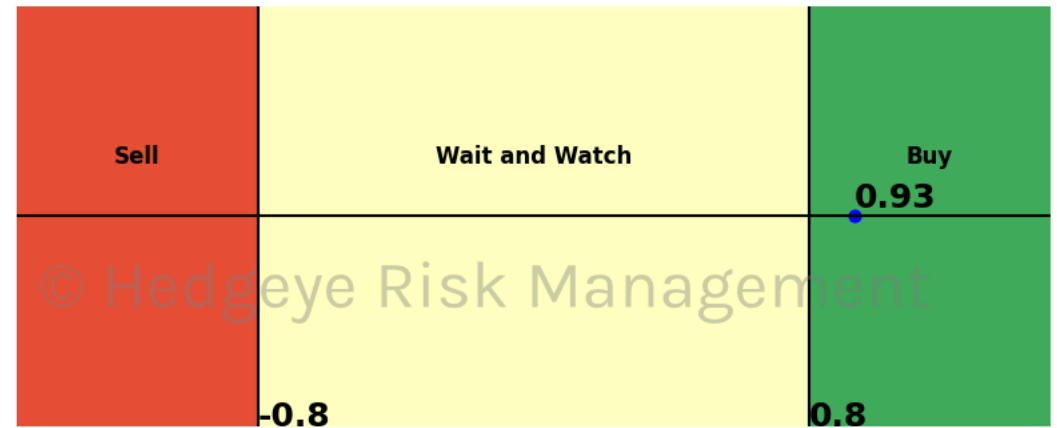 Sell
Wait and Watch
Buy
0.93
© Hedgeye Risk Management
-0.8
0.8